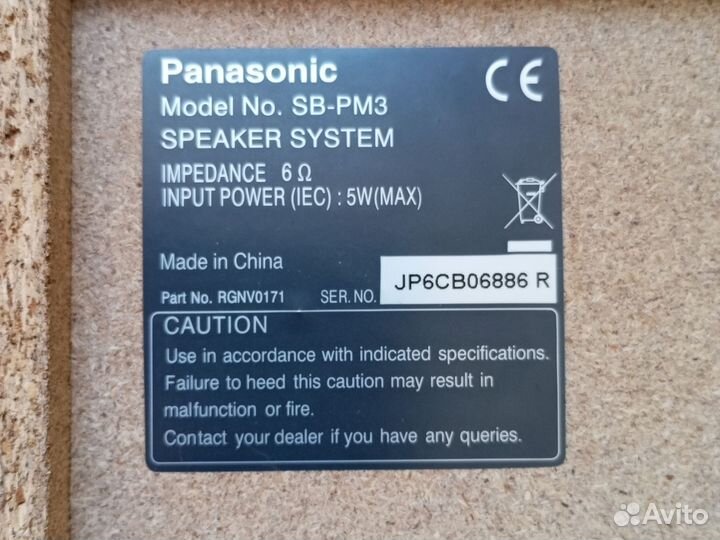 Panasonic
CE
Model No. SB-PM3
SPEAKER SYSTEM
IMPEDANCE 6 Ω
INPUT POWER (IEC) : 5W(MAX)
Made in China
Part No. RGNV0171 SER. NO. JP6CB06886 R
CAUTION
Use in accordance with indicated specifications.
Failure to heed this caution may result in
malfunction or fire.
Contact your dealer if you have any queries.
Avito